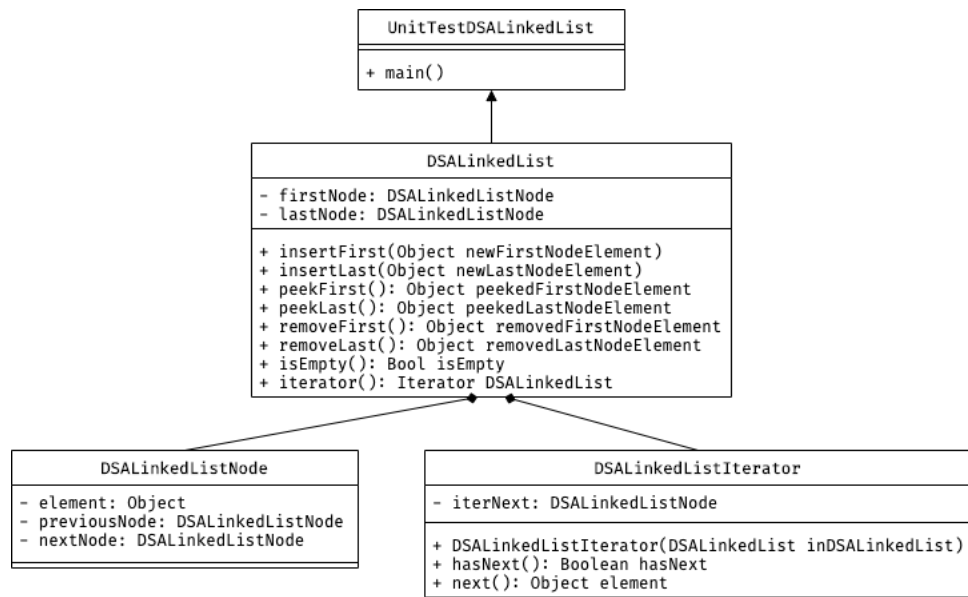 UnitTestDSALinkedList
+ main()
DSALinkedList
- firstNode: DSALinkedListNode
- lastNode: DSALinkedListNode
+ insertFirst(Object newFirstNodeElement)
+ insertLast(Object newLastNodeElement)
+ peekFirst(): Object peekedFirstNodeElement
+ peekLast(): Object peekedLastNodeElement
+ removeFirst(): Object removedFirstNodeElement
+ removeLast(): Object removedLastNodeElement
+ isEmpty(): Bool isEmpty
+ iterator(): Iterator DSALinkedList
DSALinkedListNode
- element: Object
- previousNode: DSALinkedListNode
- nextNode: DSALinkedListNode
DSALinkedListIterator
- iterNext: DSALinkedListNode
+ DSALinkedListIterator(DSALinkedList inDSALinkedList)
+ hasNext(): Boolean hasNext
+ next(): Object element